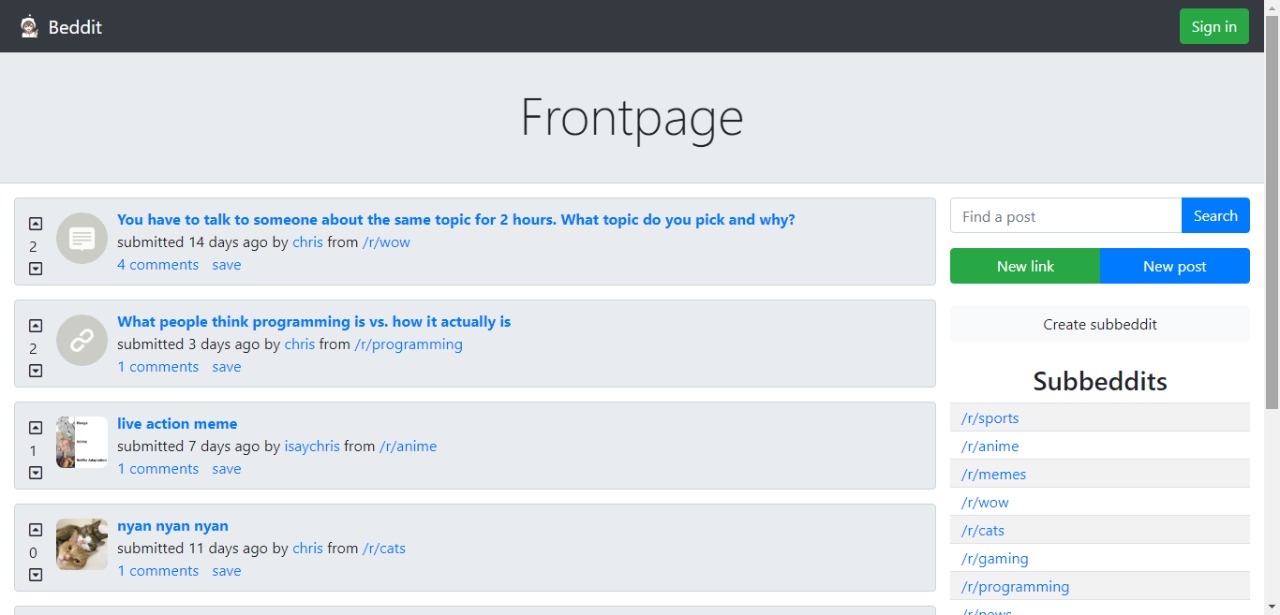 Beddit
Sign in
Frontpage
2
You have to talk to someone about the same topic for 2 hours. What topic do you pick and why?
submitted 14 days ago by chris from /r/wow
4 comments save
2
What people think programming is vs. how it actually is
submitted 3 days ago by chris from /r/programming
1 comments save
1
live action meme
submitted 7 days ago by isaychris from /r/anime
1 comments save
0
nyan nyan nyan
submitted 11 days ago by chris from /r/cats
1 comments save
Find a post
Search
New link
New post
Create subbeddit
Subbeddits
/r/sports
/r/anime
/r/memes
/r/wow
/r/cats
/r/gaming
/r/programming
/r/news